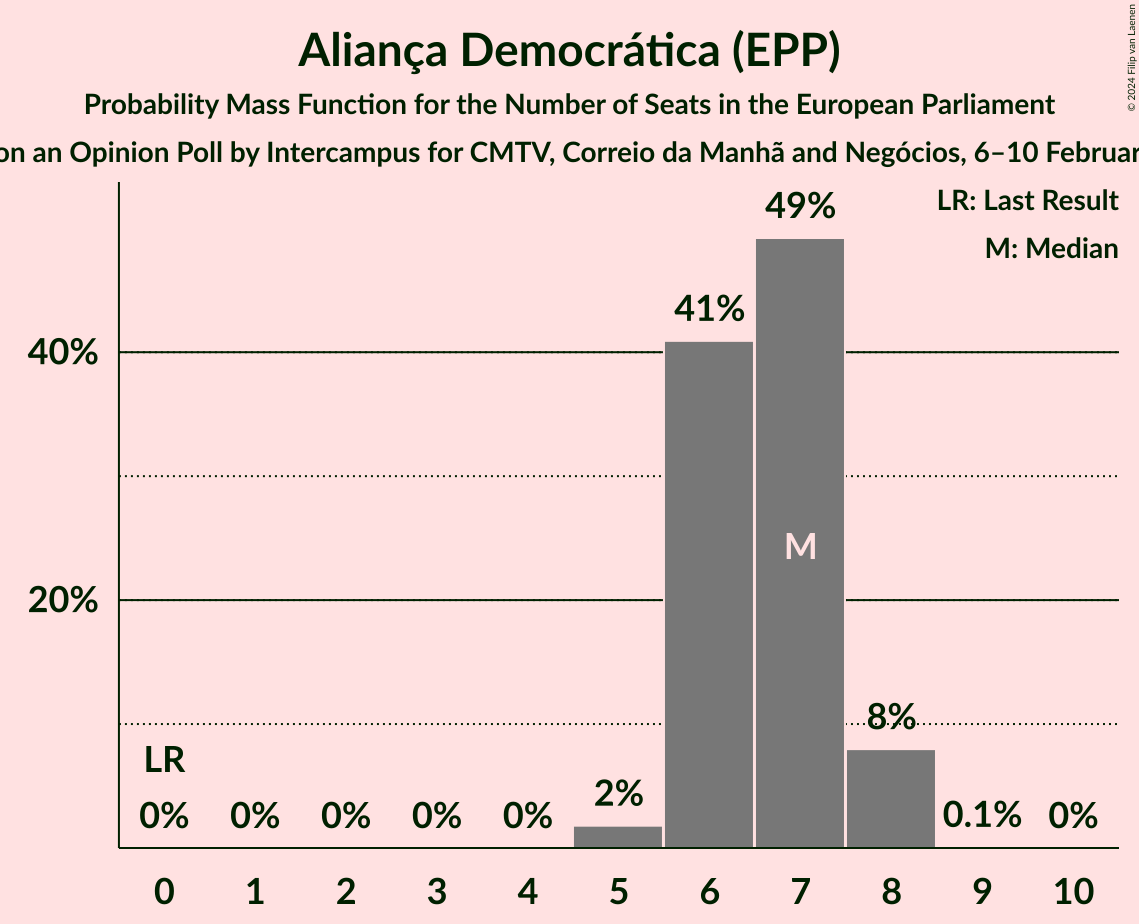 Aliança Democrática (EPP)
Probability Mass Function for the Number of Seats in the European Parliament
on an Opinion Poll by Intercampus for CMTV, Correio da Manhã and Negócios, 6–10
© 2024 Filip van Laenen
LR: Last Result
M: Median
49%
41%
40%
M
20%
8%
LR
2%
0% 0% 0% 0% 0% 0.1% 0%
0 1 2 3 4 5 6 7 8 9 10